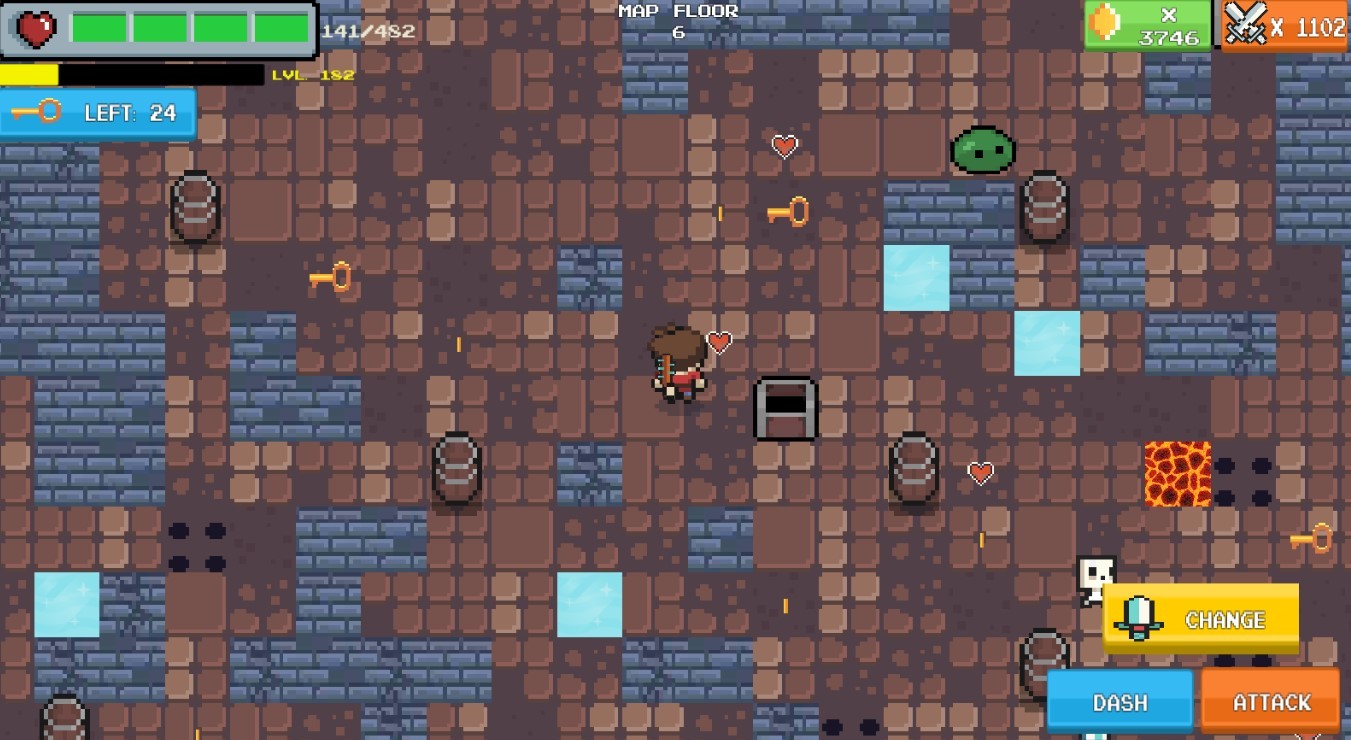 141/482
MAP FLOOR
6
X
3746
X 1102
LVL. 182
LEFT: 24
CHANGE
DASH
ATTACK